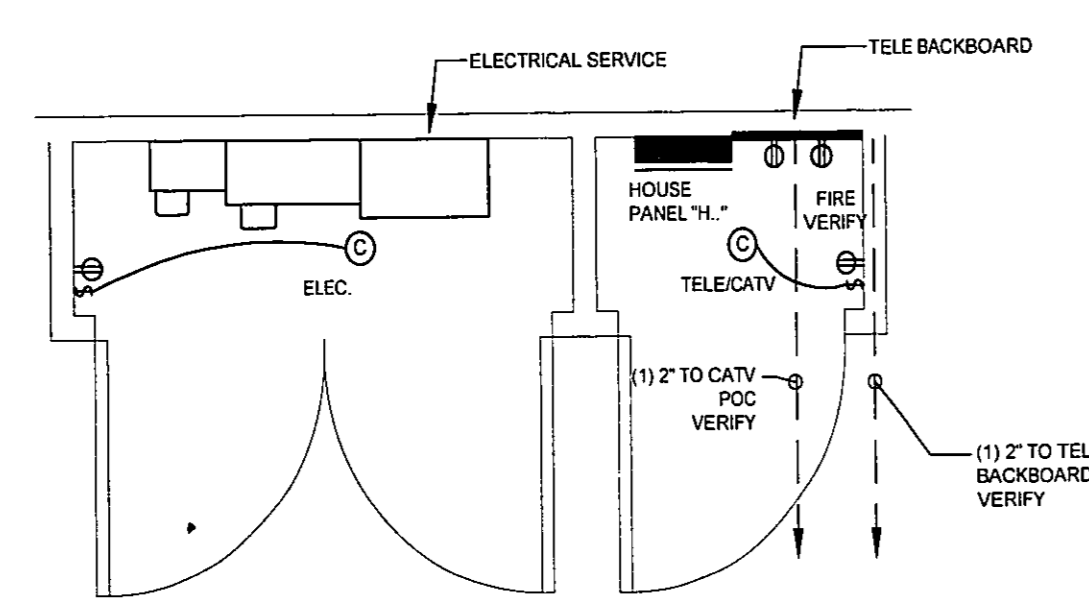 ELECTRICAL SERVICE
TELE BACKBOARD
HOUSE
PANEL "H.."
FIRE
VERIFY
C
ELEC.
C
TELE/CATV
(1) 2" TO CATV
POC
VERIFY
(1) 2" TO TEL
BACKBOARD
VERIFY